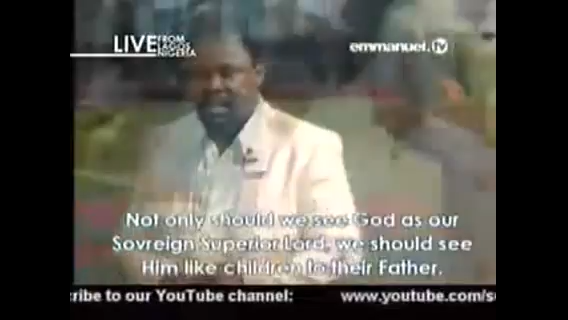 LIVE FROM LAGOS NIGERIA
emmanuel.tv
Not only should we see God as our
Sovreign Superior Lord, we should see
Him like children to their Father.
ribe to our YouTube channel: www.youtube.com/s